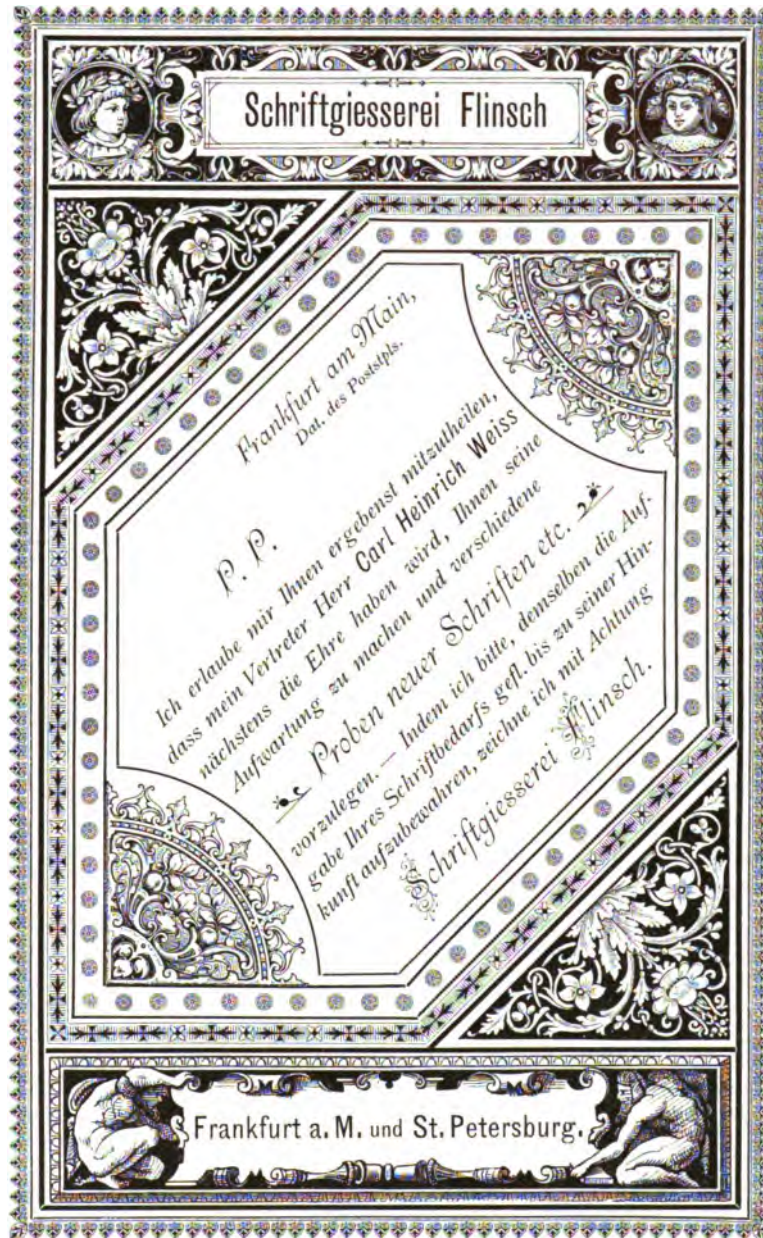 Schriftgiesserei Flinsch
Frankfurt am Main,
Dat. des Poststpls.
P. P.
Ich erlaube mir Ihnen ergebenst mitzutheilen,
dass mein Vertreter Herr Carl Heinrich Weiss
nächstens die Ehre haben wird, Ihnen seine
Aufwartung zu machen und verschiedene
Proben neuer Schriften etc.
vorzulegen. — Indem ich bitte, demselben die Auf-
gabe Ihres Schriftbedarfs gefl. bis zu seiner Hin-
kunft aufzubewahren, zeichne ich mit Achtung
Schriftgiesserei Flinsch.
Frankfurt a. M. und St. Petersburg.